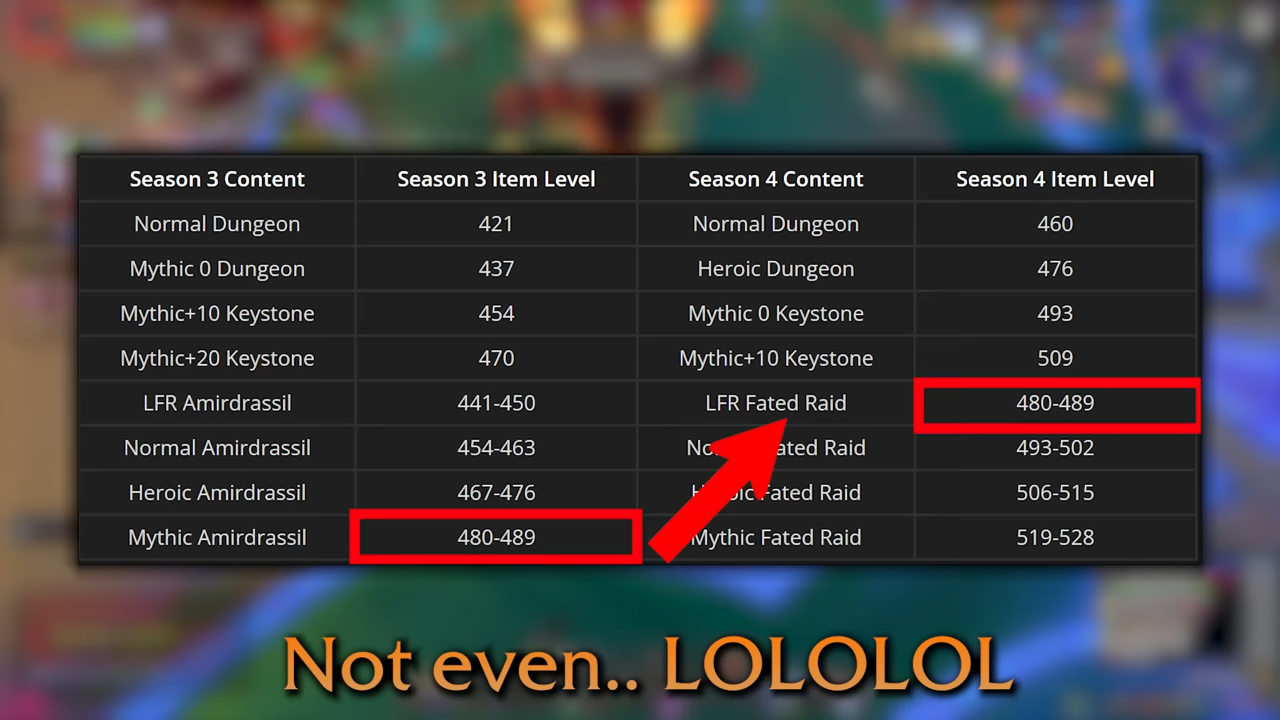 Season 3 Content Season 3 Item Level Season 4 Content Season 4 Item Level
Normal Dungeon 421 Normal Dungeon 460
Mythic 0 Dungeon 437 Heroic Dungeon 476
Mythic+10 Keystone 454 Mythic 0 Keystone 493
Mythic+20 Keystone 470 Mythic+10 Keystone 509
LFR Amirdrassil 441-450 LFR Fated Raid 480-489
Normal Amirdrassil 454-463 Raid 493-502
Heroic Amirdrassil 467-476 Fated Raid 506-515
Mythic Amirdrassil 480-489 Mythic Fated Raid 519-528
Not even.. LOLOLOL